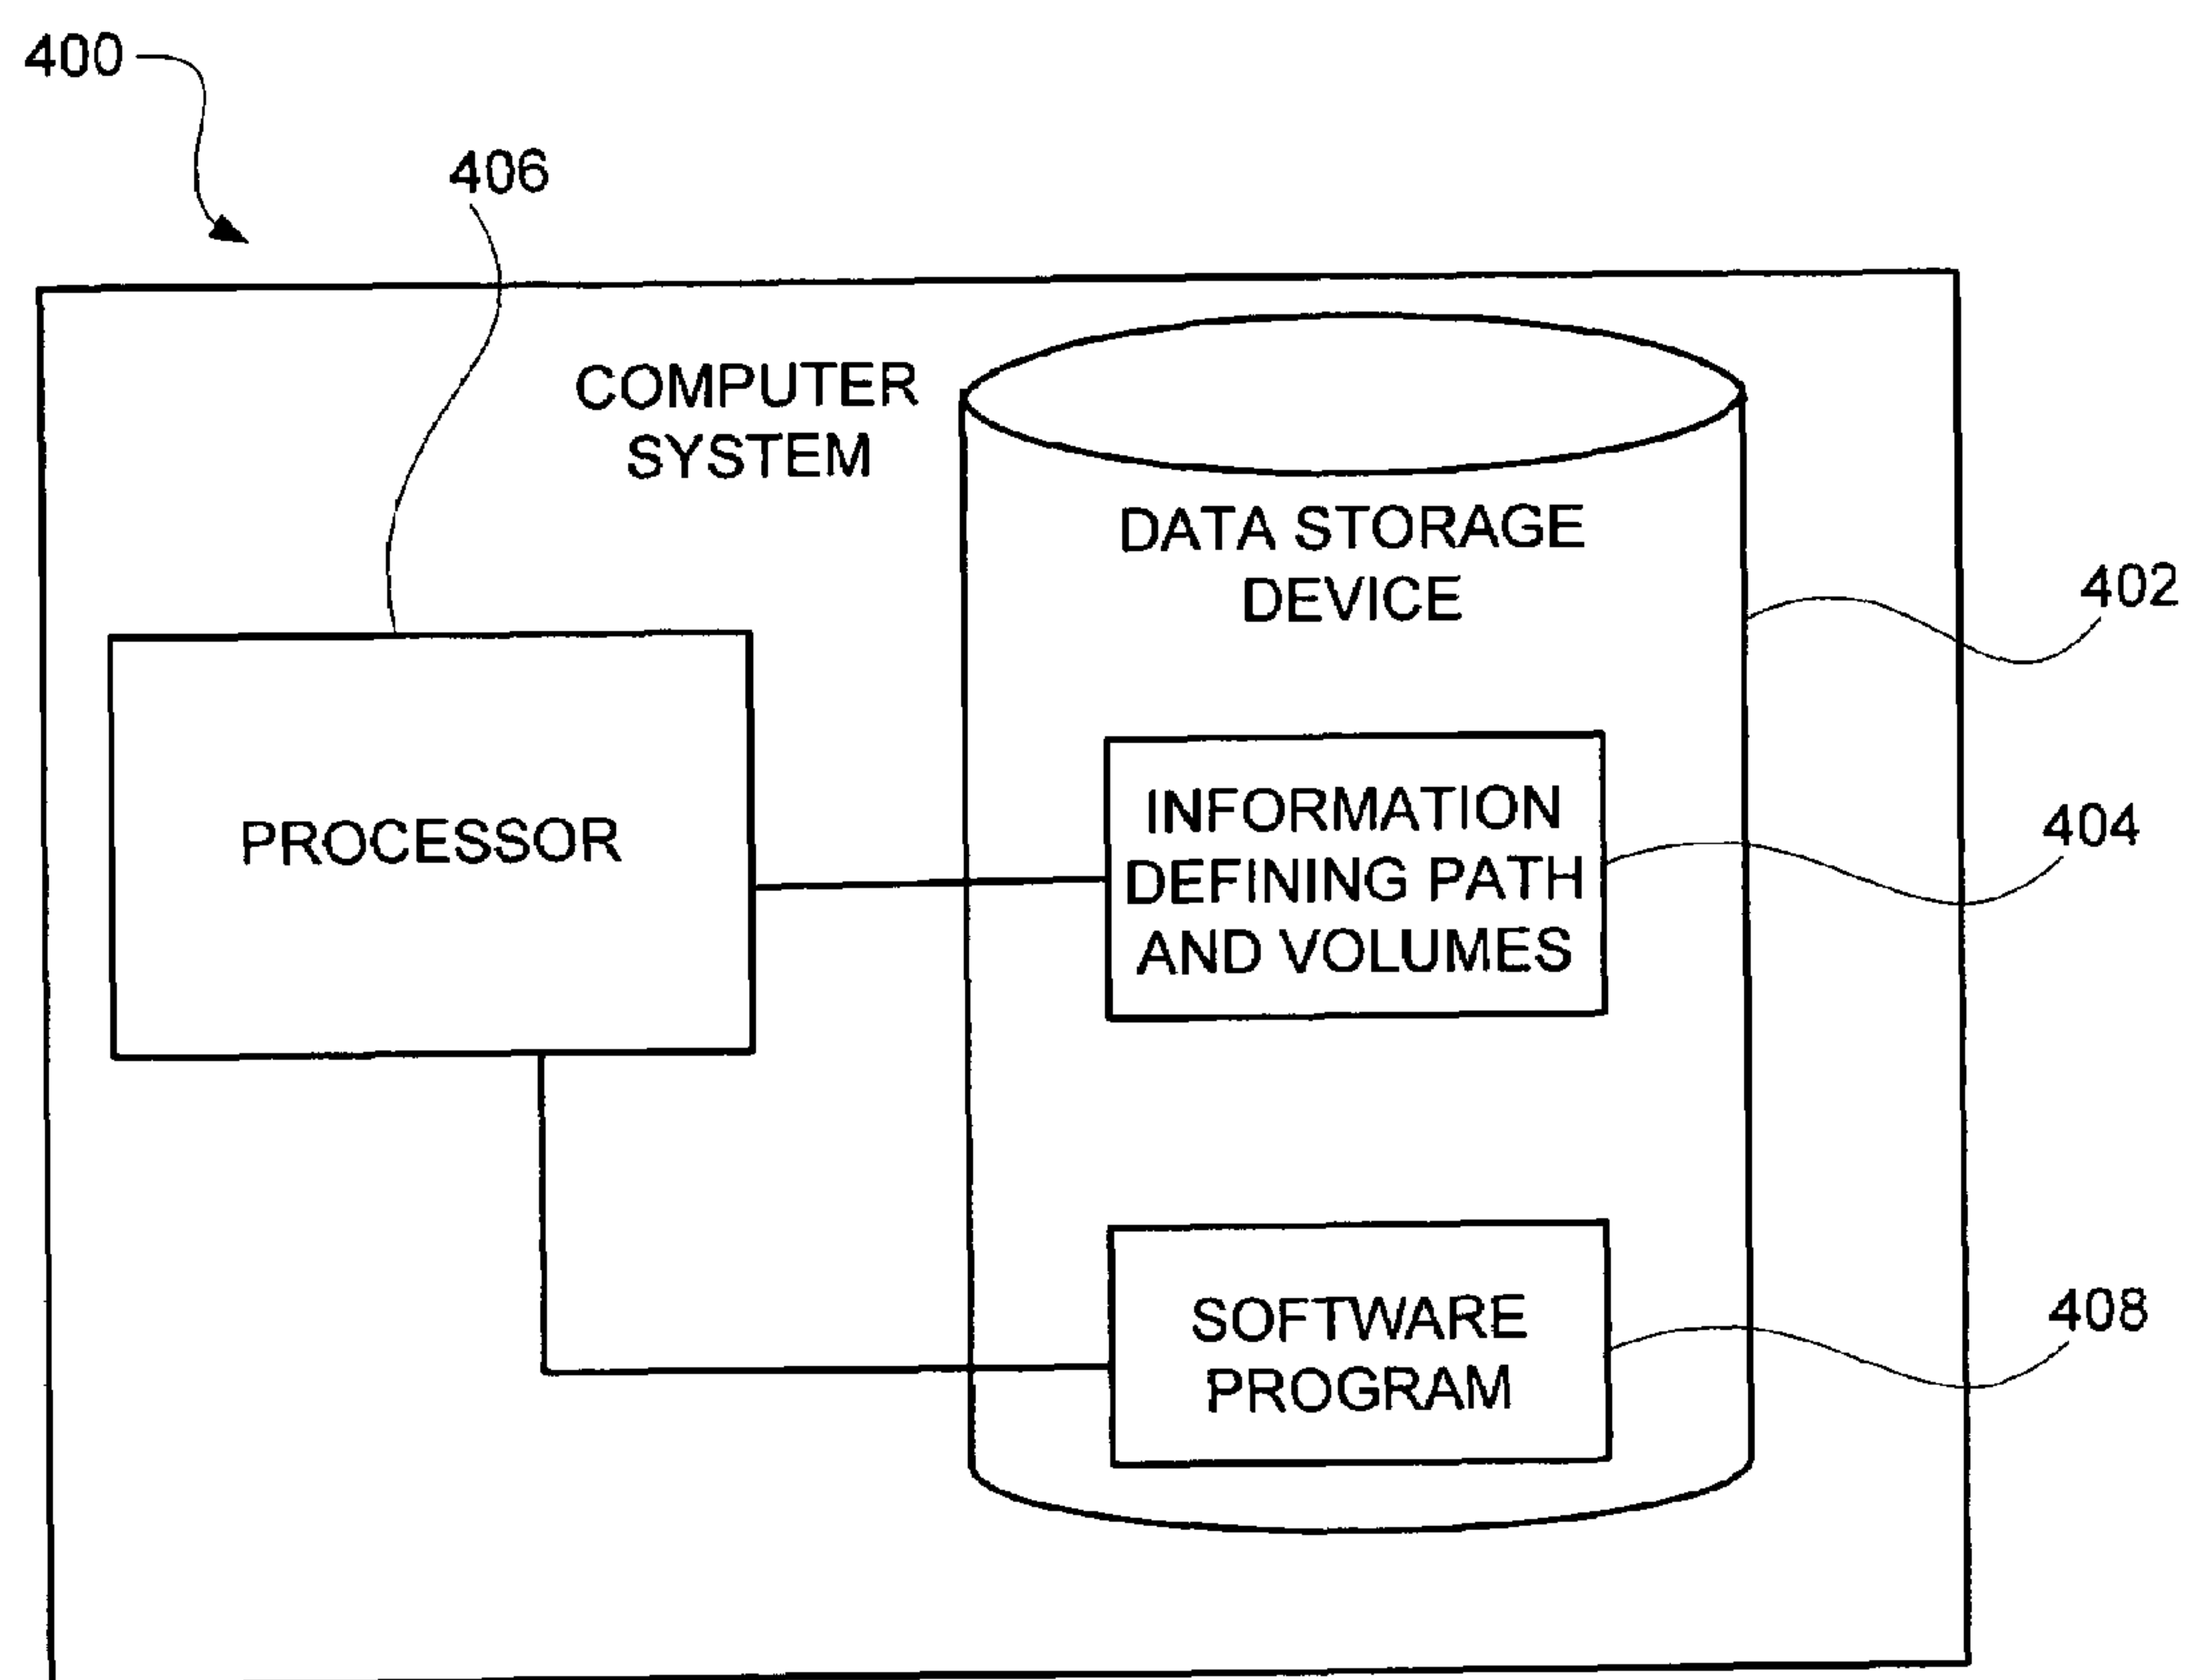 400
406
COMPUTER
SYSTEM
DATA STORAGE
DEVICE
402
PROCESSOR
INFORMATION
DEFINING PATH
AND VOLUMES
404
SOFTWARE
PROGRAM
408